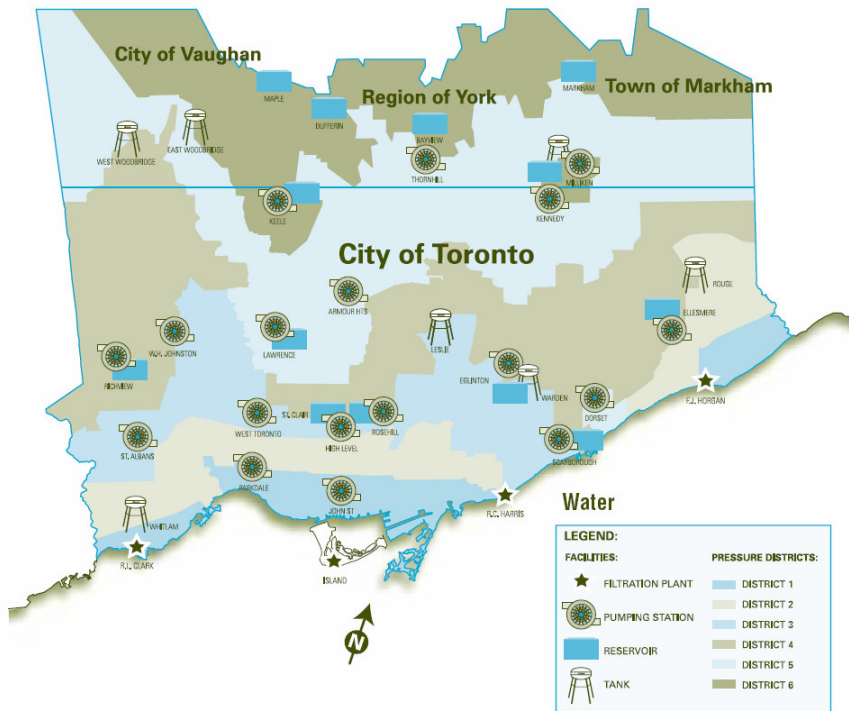 City of Vaughan
Region of York
Town of Markham
MAPLE
DUFFERIN
MARKHAM
BAYVIEW
WEST WOODBRIDGE
EAST WOODBRIDGE
THORNHILL
MILLIKEN
KEELE
KENNEDY
City of Toronto
ROUGE
ARMOUR HTS
ELLESMERE
W.H. JOHNSTON
LAWRENCE
LESLIE
RICHVIEW
EGLINTON
WARDEN
F.J. HORGAN
ST. CLAIR
DORSET
WEST TORONTO
HIGH LEVEL
ROSEHILL
ST. ALBANS
SCARBOROUGH
PARKDALE
JOHN ST
R.C. HARRIS
WHITLAM
R.L. CLARK
ISLAND
N
Water
LEGEND:
FACILITIES:
PRESSURE DISTRICTS:
FILTRATION PLANT
DISTRICT 1
DISTRICT 2
PUMPING STATION
DISTRICT 3
RESERVOIR
DISTRICT 4
DISTRICT 5
TANK
DISTRICT 6